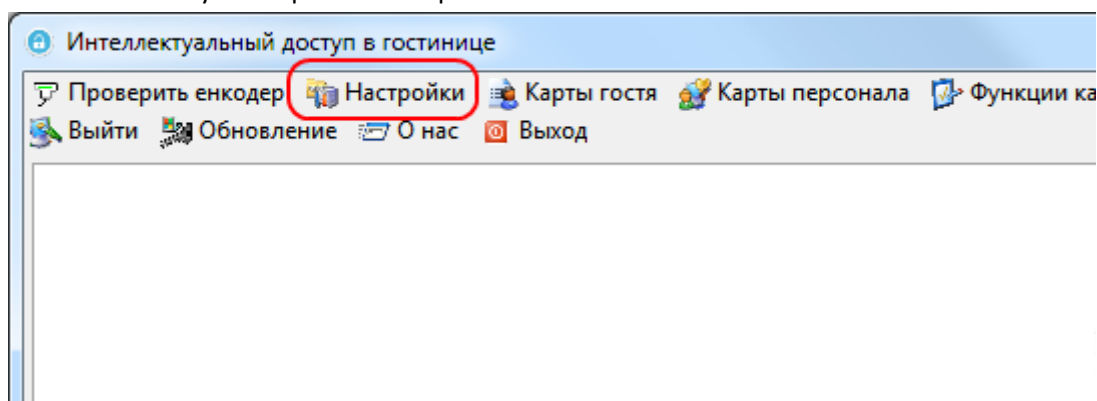 Интеллектуальный доступ в гостинице
Проверить енкодер Настройки Карты гостя Карты персонала Функции ка
Выйти Обновление О нас Выход